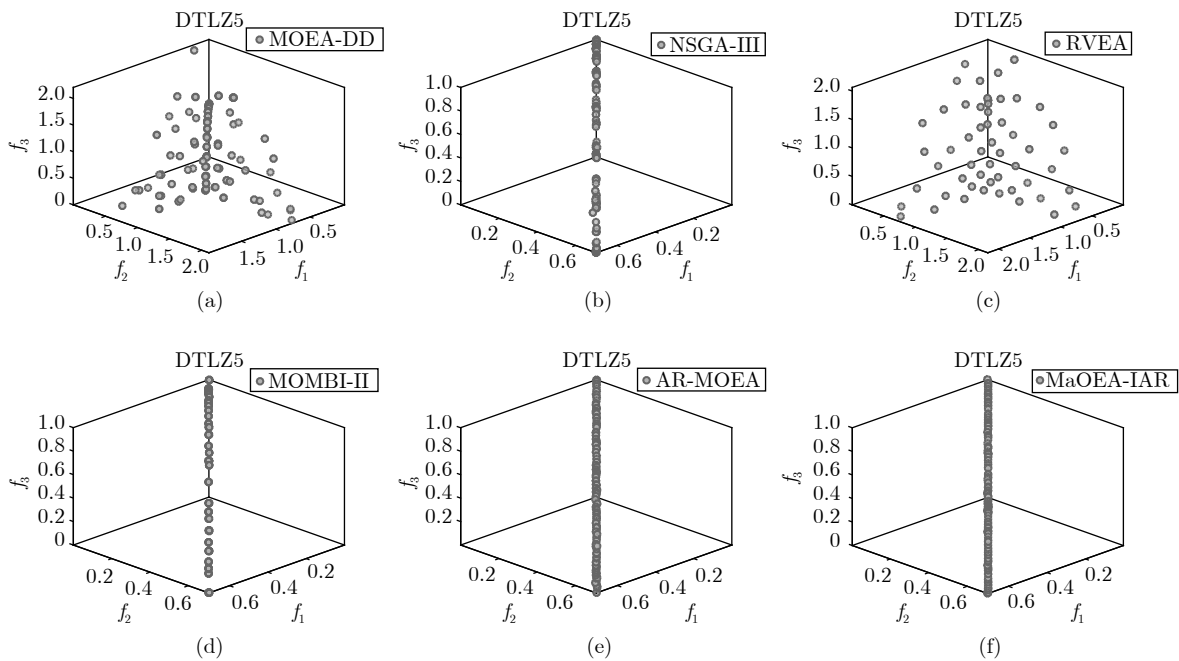 DTLZ5
MOEA-DD
2.0
1.5
1.0
0.5
0
f3
0.5
1.0
1.5
2.0
f2
1.5
1.0
0.5
f1
(a)
DTLZ5
NSGA-III
1.0
0.8
0.6
0.4
0.2
0
f3
0.2
0.4
0.6
f2
0.6
0.4
0.2
f1
(b)
DTLZ5
RVEA
2.0
1.5
1.0
0.5
0
f3
0.5
1.0
1.5
2.0
f2
2.0
1.5
1.0
0.5
f1
(c)
DTLZ5
MOMBI-II
1.0
0.8
0.6
0.4
0.2
0
f3
0.2
0.4
0.6
f2
0.6
0.4
0.2
f1
(d)
DTLZ5
AR-MOEA
1.0
0.8
0.6
0.4
0.2
f3
0.2
0.4
0.6
f2
0.6
0.4
0.2
f1
(e)
DTLZ5
MaOEA-IAR
1.0
0.8
0.6
0.4
0.2
0
f3
0.2
0.4
0.6
f2
0.6
0.4
0.2
f1
(f)